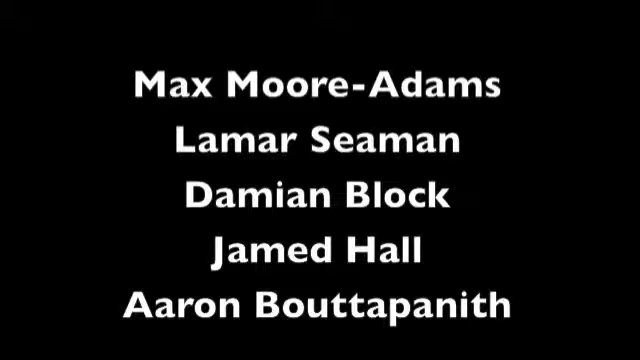 Max Moore-Adams
Lamar Seaman
Damian Block
Jamed Hall
Aaron Bouttapanith